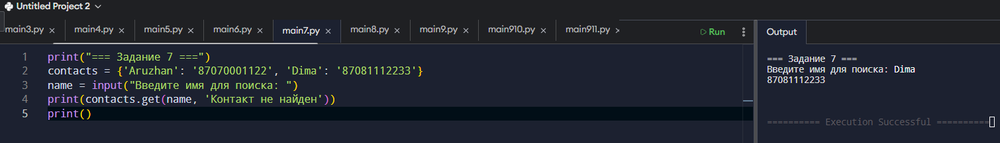 Untitled Project 2
main3.py × main4.py × main5.py × main6.py × main7.py × main8.py × main9.py × main910.py × main911.py ×
Run
Output
1 print("=== Задание 7 ===")
2 contacts = {'Aruzhan': '87070001122', 'Dima': '87081112233'}
3 name = input("Введите имя для поиска: ")
4 print(contacts.get(name, 'Контакт не найден'))
5 print()
=== Задание 7 ===
Введите имя для поиска: Dima
87081112233
========== Execution Successful ==========